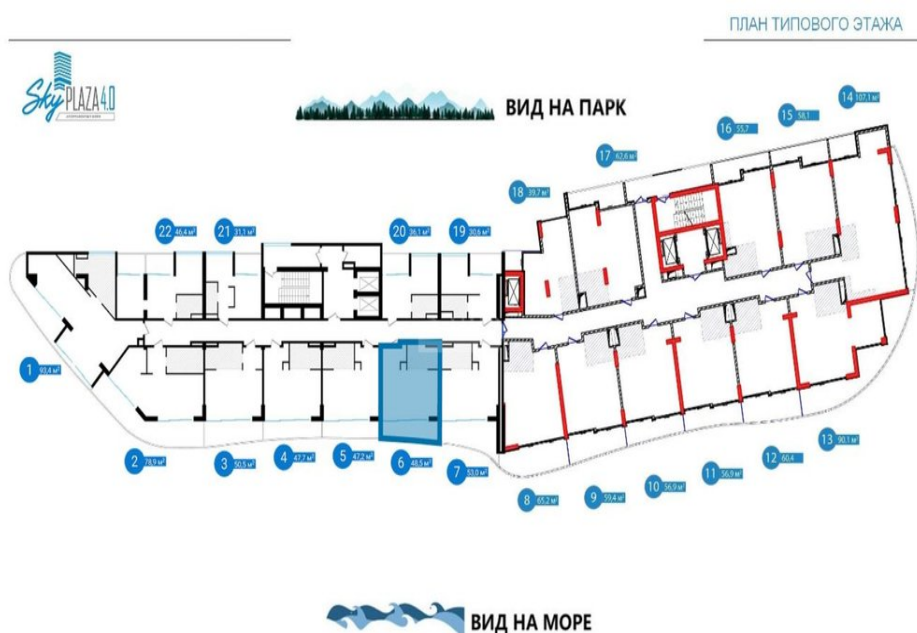 ПЛАН ТИПОВОГО ЭТАЖА
Sky PLAZA 4.0
ВИД НА ПАРК
14 107,1 м²
15 58,1
16 55,7
17 62,6 м²
18 39,7 м²
22 46,4 м²
21 31,1 м²
20 36,1 м²
19 30,6 м²
1 93,4 м²
2 78,9 м²
3 50,5 м²
4 47,7 м²
5 47,2 м²
6 48,5 м²
7 53,0 м²
8 65,2 м²
9 59,4 м²
10 56,9 м²
11 56,9 м²
12 60,4
13 90,1 м²
ВИД НА МОРЕ